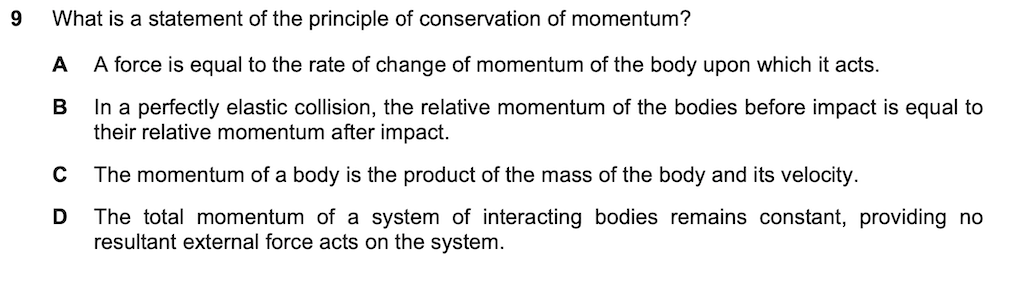 9 What is a statement of the principle of conservation of momentum?
A A force is equal to the rate of change of momentum of the body upon which it acts.
B In a perfectly elastic collision, the relative momentum of the bodies before impact is equal to
their relative momentum after impact.
C The momentum of a body is the product of the mass of the body and its velocity.
D The total momentum of a system of interacting bodies remains constant, providing no
resultant external force acts on the system.